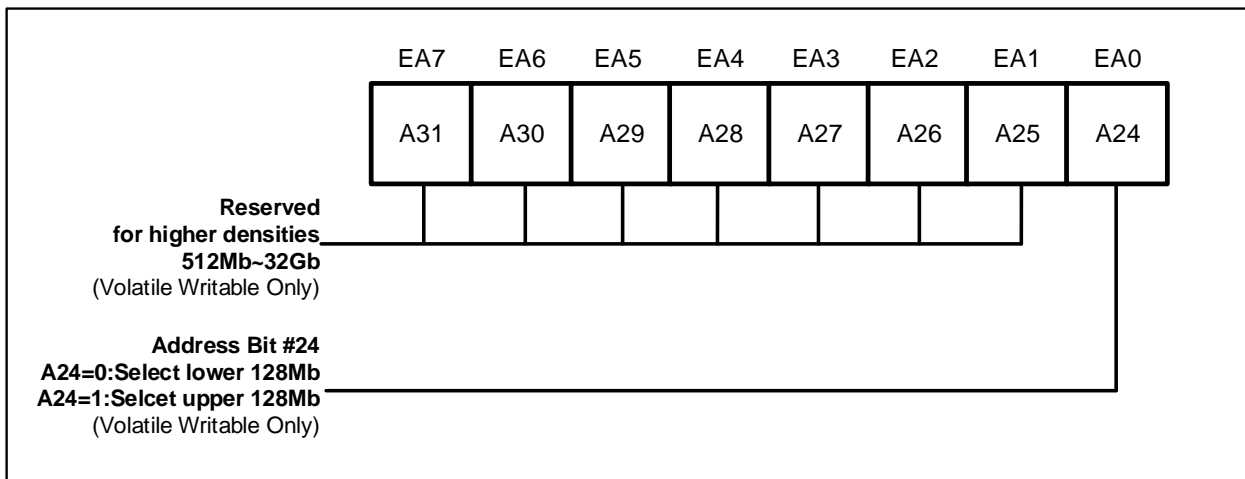 EA7 EA6 EA5 EA4 EA3 EA2 EA1 EA0
A31 A30 A29 A28 A27 A26 A25 A24
Reserved
for higher densities
512Mb~32Gb
(Volatile Writable Only)
Address Bit #24
A24=0:Select lower 128Mb
A24=1:Selcet upper 128Mb
(Volatile Writable Only)